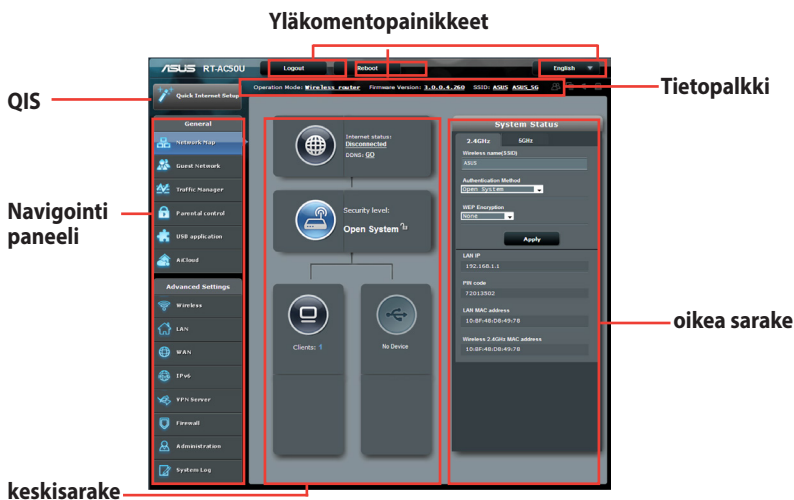 Yläkomentopainikkeet
ASUS RT-AC50U Logout Reboot English
Operation Mode: Wireless router Firmware Version: 3.0.0.4.260 SSID: ASUS ASUS_5G
Tietopalkki
QIS
Quick Internet Setup
General
Network Map
Guest Network
Traffic Manager
Navigointi
paneeli
Parental control
USB application
AiCloud
Advanced Settings
Wireless
LAN
WAN
IPv6
VPN Server
Firewall
Administration
System Log
Internet status:
Disconnected
DDNS: GO
Security level:
Open System
Clients: 1
No Device
System Status
2.4GHz 5GHz
Wireless name(SSID)
ASUS
Authentication Method
Open System
WEP Encryption
None
Apply
LAN IP
192.168.1.1
PIN code
72013802
LAN MAC address
10:8F:48:D8:49:78
Wireless 2.4GHz MAC address
10:8F:48:D8:49:78
oikea sarake
keskisarake